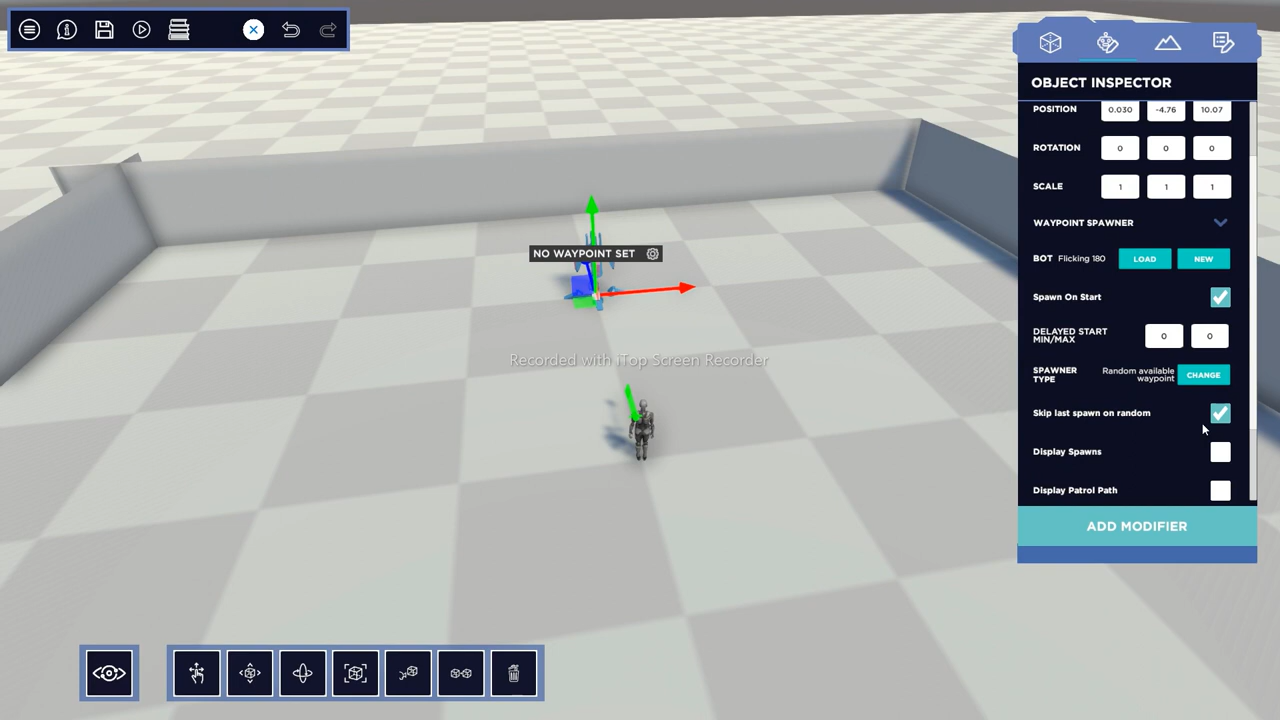 OBJECT INSPECTOR
POSITION 0.030 -4.76 10.07
ROTATION 0 0 0
SCALE 1 1 1
WAYPOINT SPAWNER
BOT Flicking 180 LOAD NEW
Spawn On Start
DELAYED START
MIN/MAX 0 0
SPAWNER
TYPE
Random available
waypoint
CHANGE
Skip last spawn on random
Display Spawns
Display Patrol Path
ADD MODIFIER
NO WAYPOINT SET
Recorded with iTop Screen Recorder